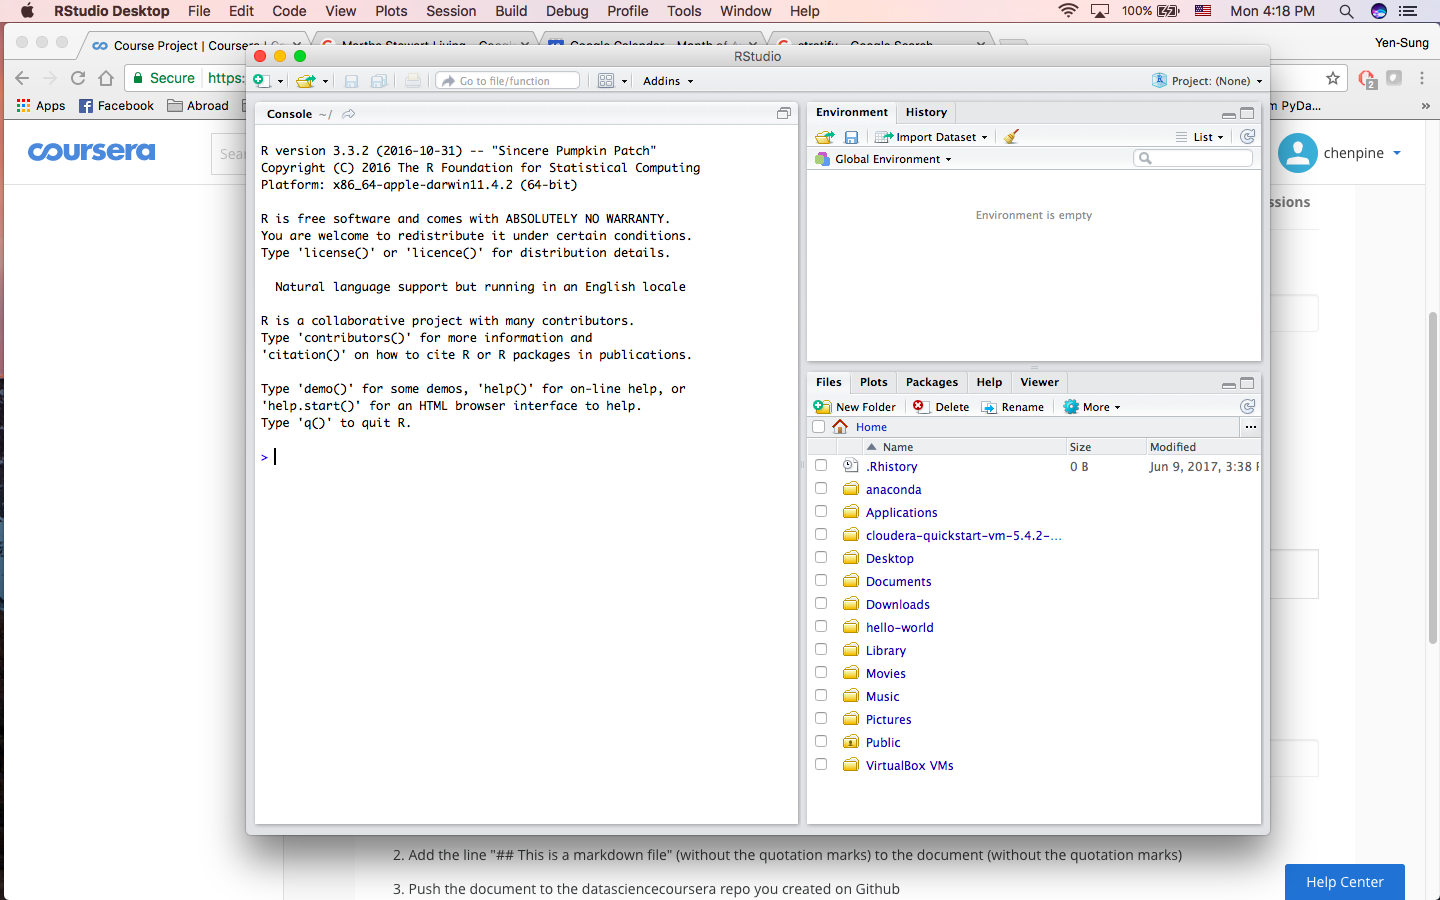 RStudio Desktop File Edit Code View Plots Session Build Debug Profile Tools Window Help 100% Mon 4:18 PM
Course Project | Coursera Yen-Sung
Secure https:
Apps Facebook Abroad
coursera
chenpine
ssions
RStudio
Go to file/function Addins Project: (None)
Console ~/
R version 3.3.2 (2016-10-31) -- "Sincere Pumpkin Patch"
Copyright (C) 2016 The R Foundation for Statistical Computing
Platform: x86_64-apple-darwin11.4.2 (64-bit)
R is free software and comes with ABSOLUTELY NO WARRANTY.
You are welcome to redistribute it under certain conditions.
Type 'license()' or 'licence()' for distribution details.
Natural language support but running in an English locale
R is a collaborative project with many contributors.
Type 'contributors()' for more information and
'citation()' on how to cite R or R packages in publications.
Type 'demo()' for some demos, 'help()' for on-line help, or
'help.start()' for an HTML browser interface to help.
Type 'q()' to quit R.
>
Environment History
Import Dataset List
Global Environment
Environment is empty
Files Plots Packages Help Viewer
New Folder Delete Rename More
Home ...
Name Size Modified
.Rhistory 0 B Jun 9, 2017, 3:38
anaconda
Applications
cloudera-quickstart-vm-5.4.2-...
Desktop
Documents
Downloads
hello-world
Library
Movies
Music
Pictures
Public
VirtualBox VMs
2. Add the line "## This is a markdown file" (without the quotation marks) to the document (without the quotation marks)
3. Push the document to the datasciencecoursera repo you created on Github
Help Center